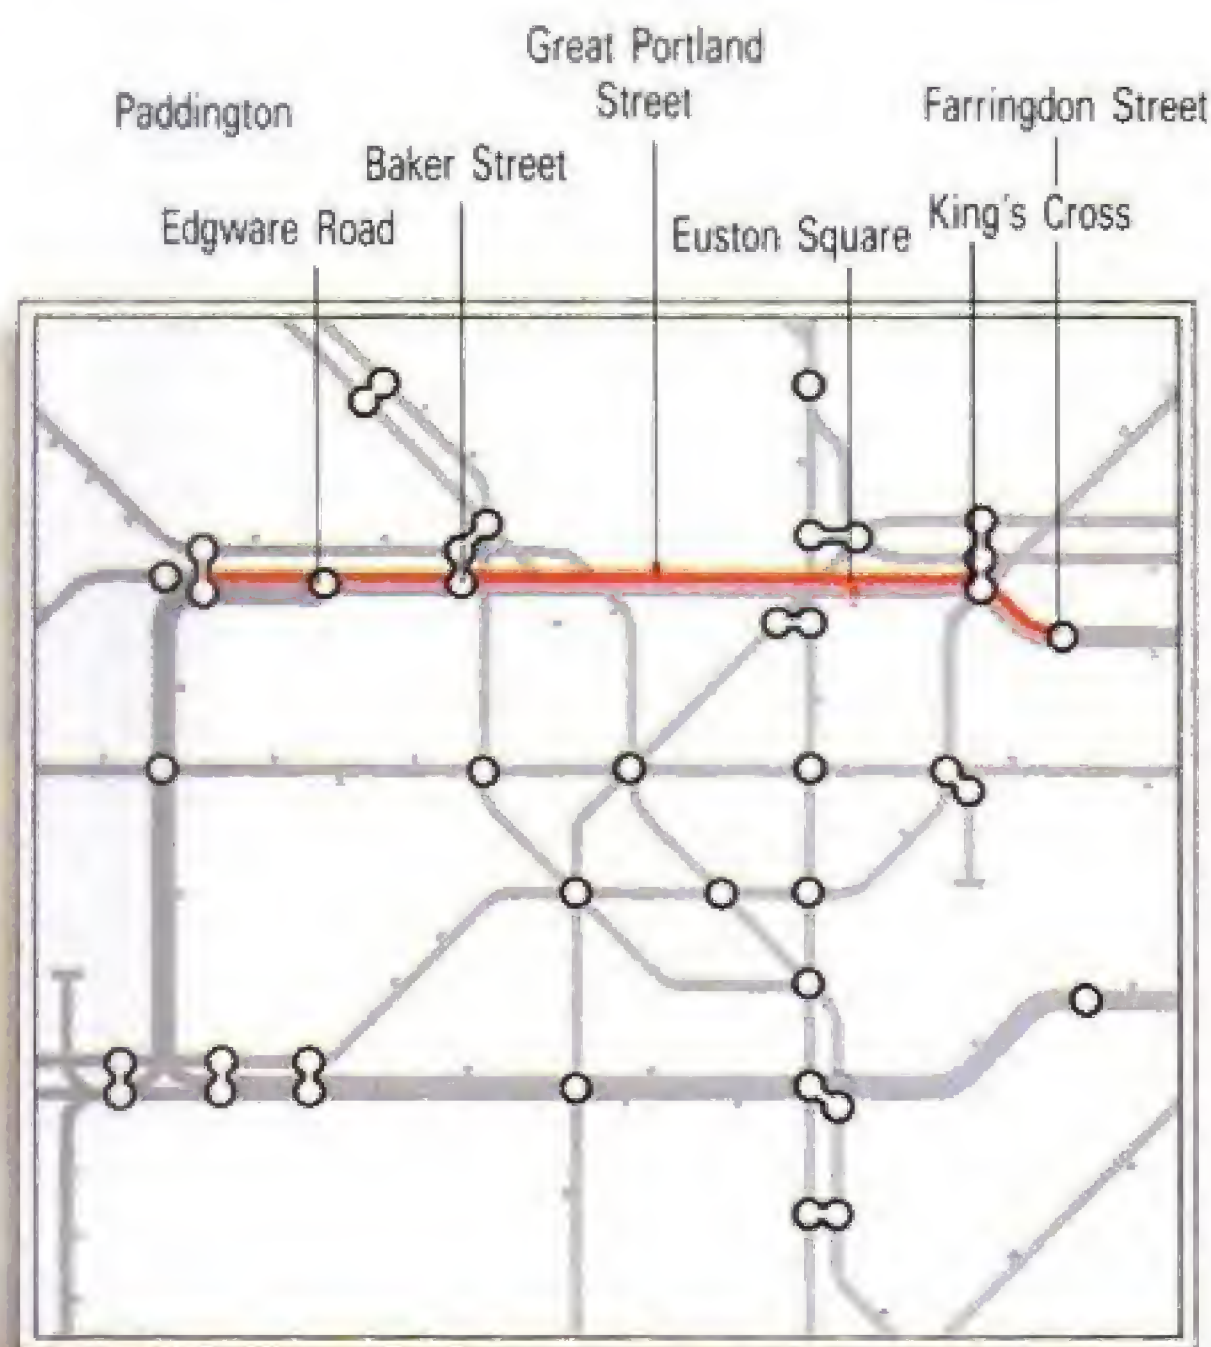 Great Portland
Street
Paddington
Farringdon Street
Baker Street
King's Cross
Edgware Road
Euston Square